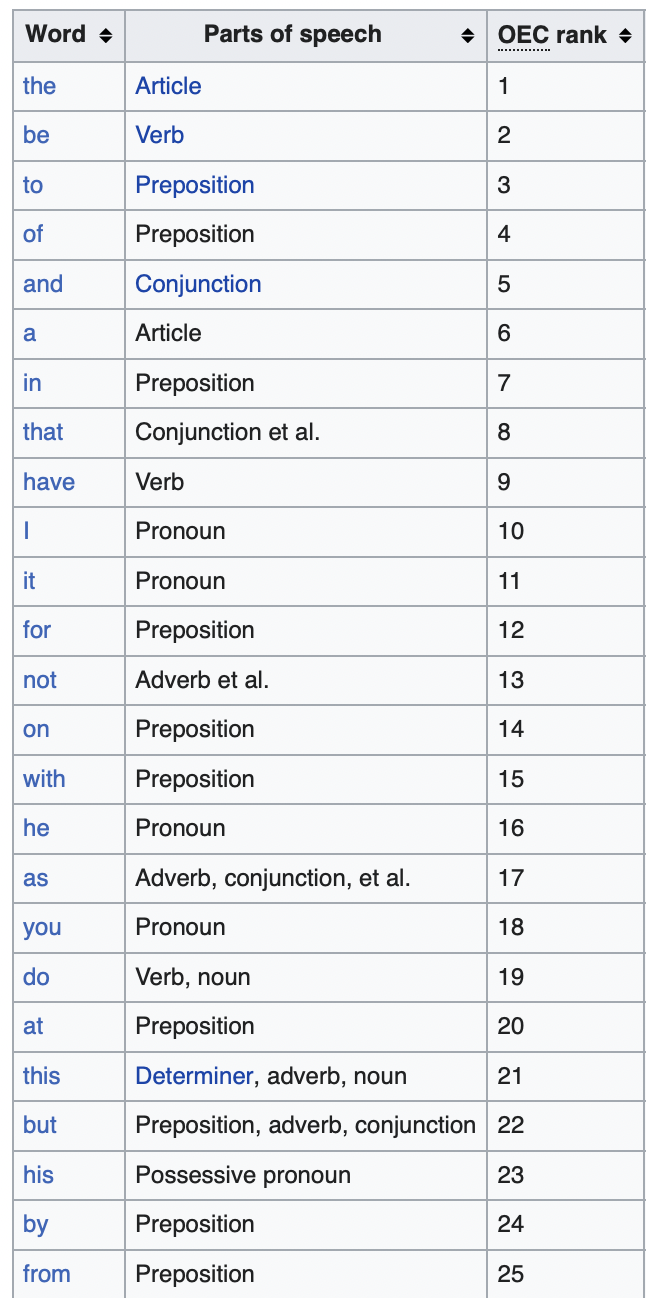 Word Parts of speech OEC rank
the Article 1
be Verb 2
to Preposition 3
of Preposition 4
and Conjunction 5
a Article 6
in Preposition 7
that Conjunction et al. 8
have Verb 9
I Pronoun 10
it Pronoun 11
for Preposition 12
not Adverb et al. 13
on Preposition 14
with Preposition 15
he Pronoun 16
as Adverb, conjunction, et al. 17
you Pronoun 18
do Verb, noun 19
at Preposition 20
this Determiner, adverb, noun 21
but Preposition, adverb, conjunction 22
his Possessive pronoun 23
by Preposition 24
from Preposition 25